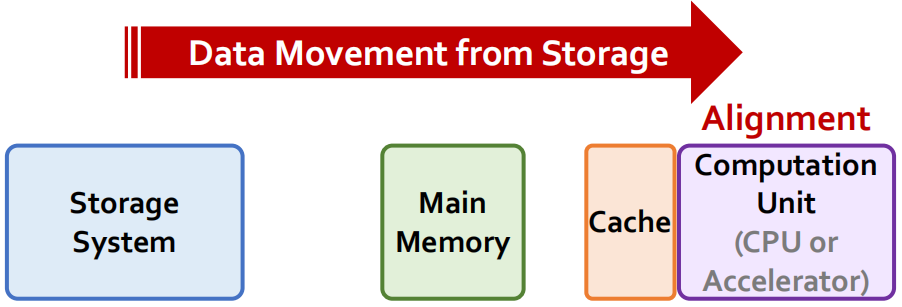 Data Movement from Storage
Alignment
Storage
System
Main
Memory
Cache
Computation
Unit
(CPU or
Accelerator)